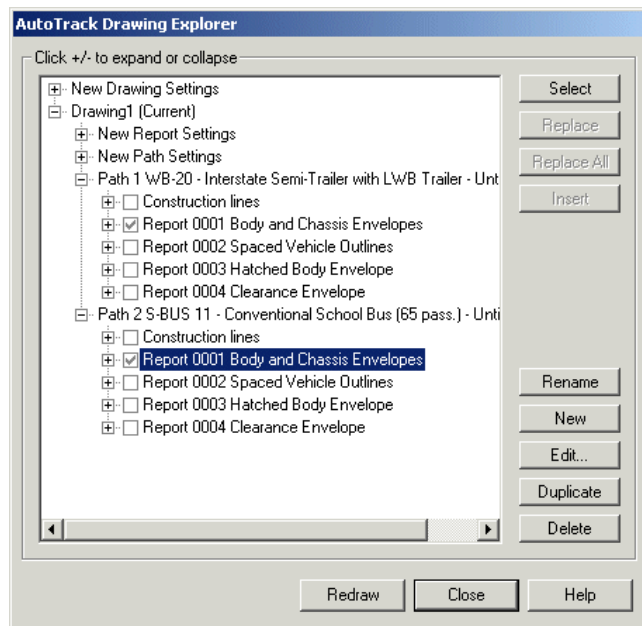 AutoTrack Drawing Explorer
Click +/- to expand or collapse
New Drawing Settings
Drawing1 (Current)
New Report Settings
New Path Settings
Path 1 WB-20 - Interstate Semi-Trailer with LWB Trailer - Unt
Construction lines
Report 0001 Body and Chassis Envelopes
Report 0002 Spaced Vehicle Outlines
Report 0003 Hatched Body Envelope
Report 0004 Clearance Envelope
Path 2 S-BUS 11 - Conventional School Bus (65 pass.) - Unti
Construction lines
Report 0001 Body and Chassis Envelopes
Report 0002 Spaced Vehicle Outlines
Report 0003 Hatched Body Envelope
Report 0004 Clearance Envelope
Select
Replace
Replace All
Insert
Rename
New
Edit...
Duplicate
Delete
Redraw
Close
Help